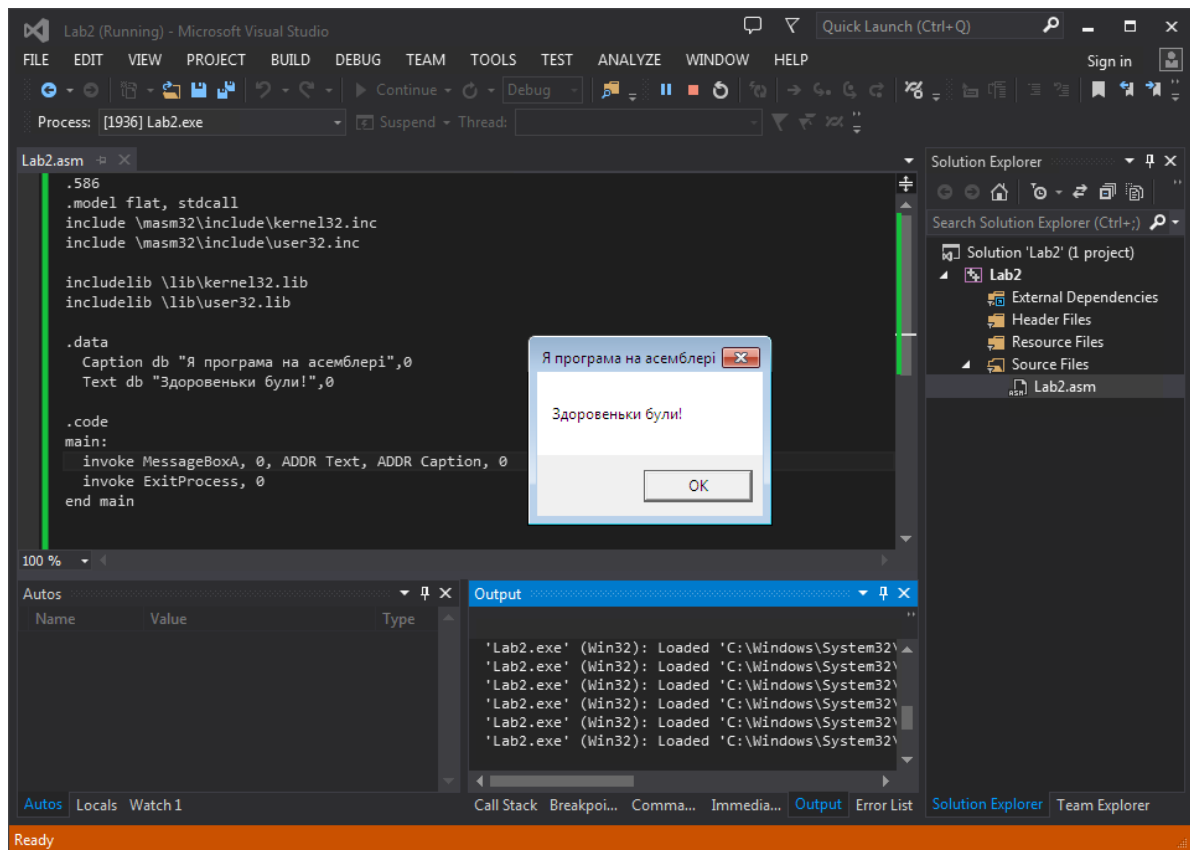 Lab2 (Running) - Microsoft Visual Studio
Quick Launch (Ctrl+Q)
FILE EDIT VIEW PROJECT BUILD DEBUG TEAM TOOLS TEST ANALYZE WINDOW HELP
Sign in
Continue
Debug
Process: [1936] Lab2.exe
Suspend
Thread:
Lab2.asm
.586
.model flat, stdcall
include \masm32\include\kernel32.inc
include \masm32\include\user32.inc
includelib \lib\kernel32.lib
includelib \lib\user32.lib
.data
Caption db "Я програма на асемблері",0
Text db "Здоровеньки були!",0
.code
main:
invoke MessageBoxA, 0, ADDR Text, ADDR Caption, 0
invoke ExitProcess, 0
end main
100 %
Я програма на асемблері
Здоровеньки були!
OK
Solution Explorer
Search Solution Explorer (Ctrl+;)
Solution 'Lab2' (1 project)
Lab2
External Dependencies
Header Files
Resource Files
Source Files
Lab2.asm
Autos
Name Value Type
Autos Locals Watch 1
Output
'Lab2.exe' (Win32): Loaded 'C:\Windows\System32\
'Lab2.exe' (Win32): Loaded 'C:\Windows\System32\
'Lab2.exe' (Win32): Loaded 'C:\Windows\System32\
'Lab2.exe' (Win32): Loaded 'C:\Windows\System32\
'Lab2.exe' (Win32): Loaded 'C:\Windows\System32\
'Lab2.exe' (Win32): Loaded 'C:\Windows\System32\
Call Stack Breakpoi... Comma... Immedia... Output Error List
Solution Explorer Team Explorer
Ready